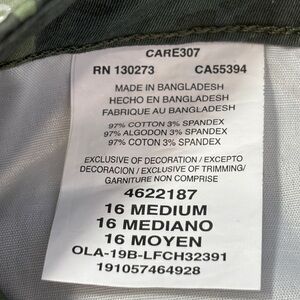 CARE307
RN 130273 CA55394
MADE IN BANGLADESH
HECHO EN BANGLADESH
FABRIQUE AU BANGLADESH
97% COTTON 3% SPANDEX
97% ALGODON 3% SPANDEX
97% COTON 3% SPANDEX
EXCLUSIVE OF DECORATION / EXCEPTO
DECORACION / EXCLUSIVE OF TRIMMING/
GARNITURE NON COMPRISE
4622187
16 MEDIUM
16 MEDIANO
16 MOYEN
OLA-19B-LFCH32391
191057464928